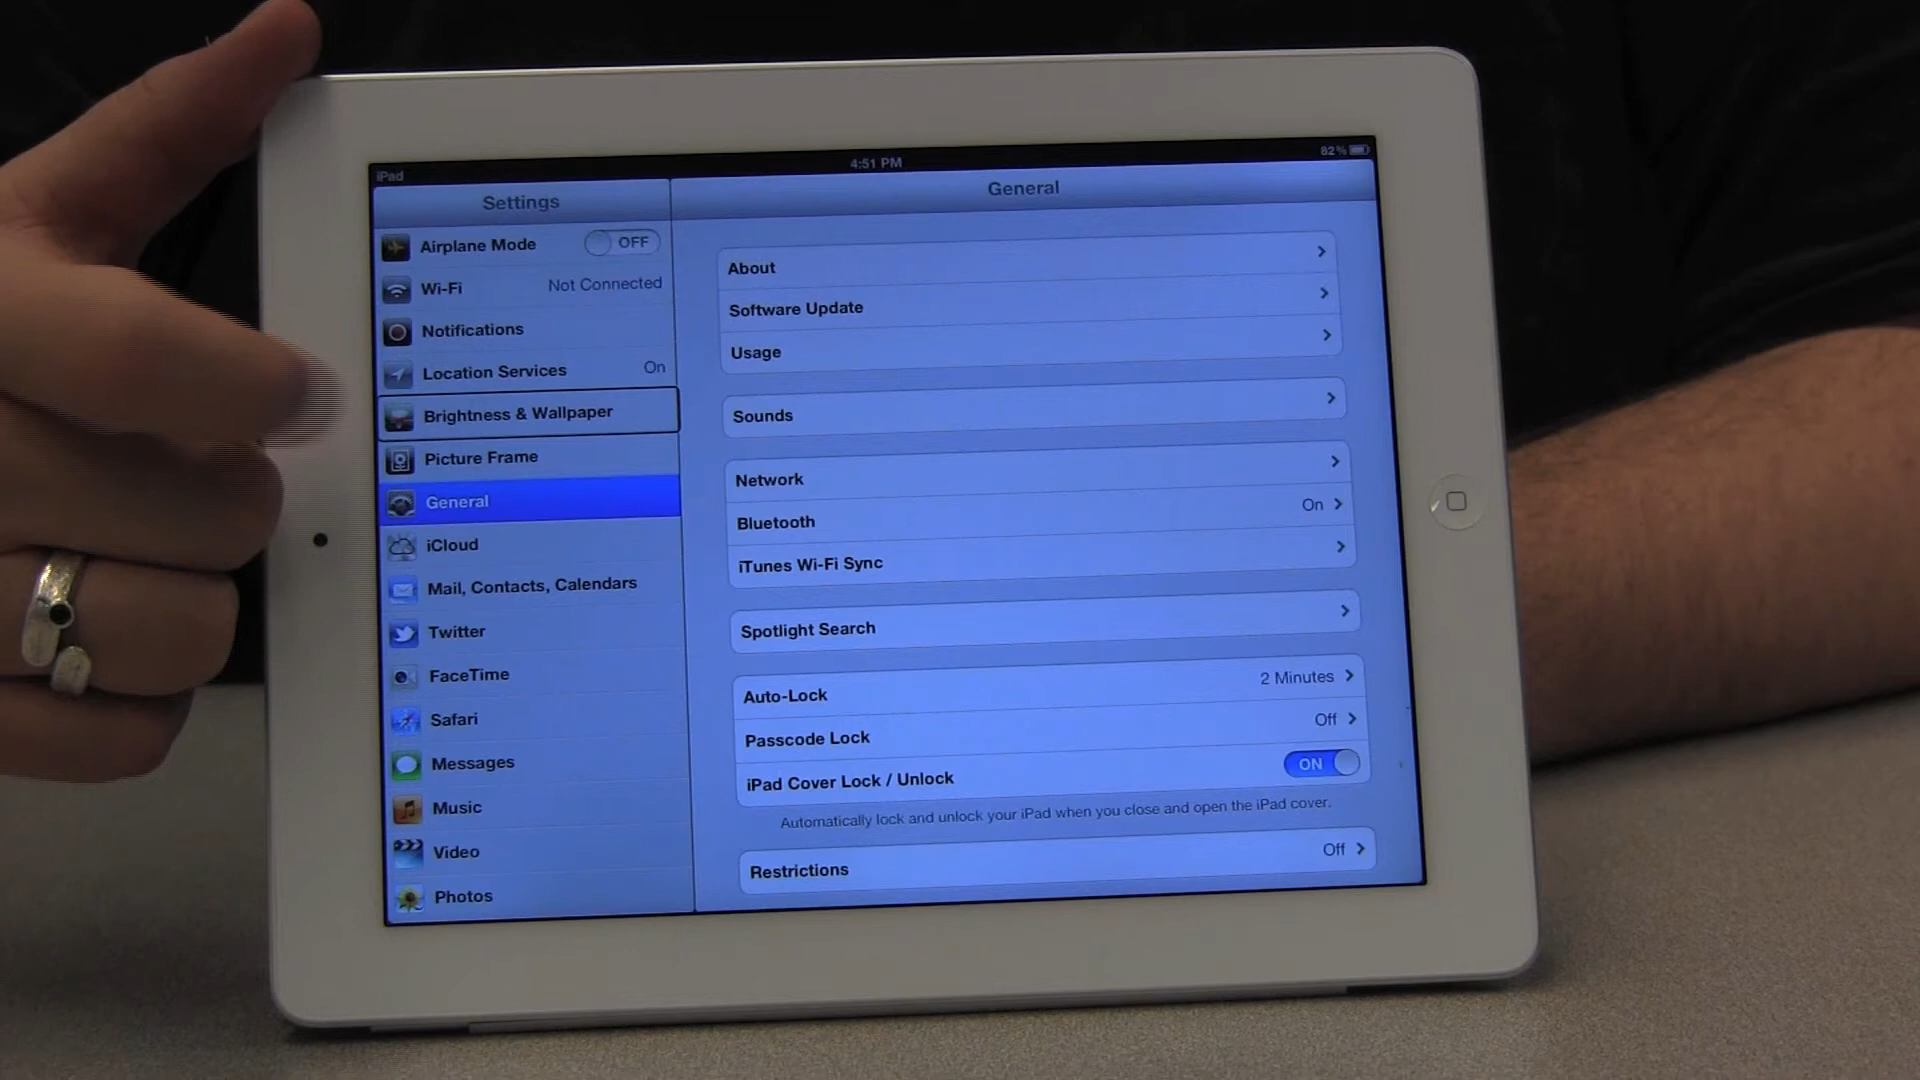 iPad 4:51 PM 82%
Settings
Airplane Mode OFF
Wi-Fi Not Connected
Notifications
Location Services On
Brightness & Wallpaper
Picture Frame
General
iCloud
Mail, Contacts, Calendars
Twitter
FaceTime
Safari
Messages
Music
Video
Photos
General
About
Software Update
Usage
Sounds
Network
Bluetooth On
iTunes Wi-Fi Sync
Spotlight Search
Auto-Lock 2 Minutes
Passcode Lock Off
iPad Cover Lock / Unlock ON
Automatically lock and unlock your iPad when you close and open the iPad cover.
Restrictions Off